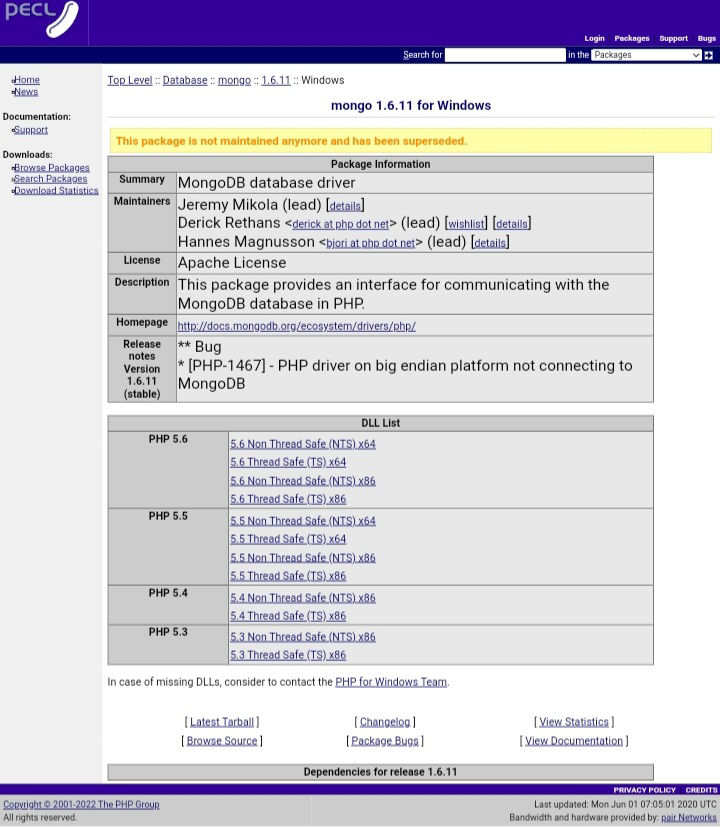 PECL
Login Packages Support Bugs
Search for in the Packages
Home
News
Documentation:
Support
Downloads:
Browse Packages
Search Packages
Download Statistics
Top Level :: Database :: mongo :: 1.6.11 :: Windows
mongo 1.6.11 for Windows
This package is not maintained anymore and has been superseded.
Package Information
Summary MongoDB database driver
Maintainers Jeremy Mikola (lead) [details]
Derick Rethans <derick at php dot net> (lead) [wishlist] [details]
Hannes Magnusson <bjori at php dot net> (lead) [details]
License Apache License
Description This package provides an interface for communicating with the
MongoDB database in PHP.
Homepage http://docs.mongodb.org/ecosystem/drivers/php/
Release
notes
Version
1.6.11
(stable)
** Bug
* [PHP-1467] - PHP driver on big endian platform not connecting to
MongoDB
DLL List
PHP 5.6
5.6 Non Thread Safe (NTS) x64
5.6 Thread Safe (TS) x64
5.6 Non Thread Safe (NTS) x86
5.6 Thread Safe (TS) x86
PHP 5.5
5.5 Non Thread Safe (NTS) x64
5.5 Thread Safe (TS) x64
5.5 Non Thread Safe (NTS) x86
5.5 Thread Safe (TS) x86
PHP 5.4
5.4 Non Thread Safe (NTS) x86
5.4 Thread Safe (TS) x86
PHP 5.3
5.3 Non Thread Safe (NTS) x86
5.3 Thread Safe (TS) x86
In case of missing DLLs, consider to contact the PHP for Windows Team.
[ Latest Tarball ] [ Changelog ] [ View Statistics ]
[ Browse Source ] [ Package Bugs ] [ View Documentation ]
Dependencies for release 1.6.11
PRIVACY POLICY CREDITS
Copyright © 2001-2022 The PHP Group
All rights reserved.
Last updated: Mon Jun 01 07:05:01 2020 UTC
Bandwidth and hardware provided by: pair Networks